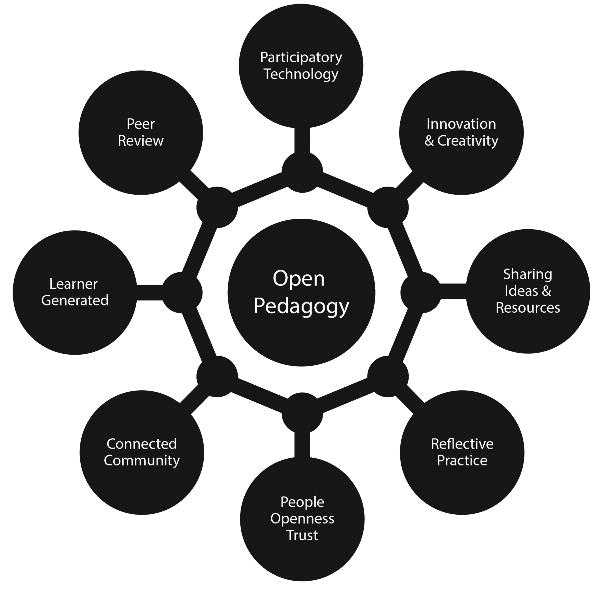 Participatory
Technology
Innovation
& Creativity
Sharing
Ideas &
Resources
Reflective
Practice
People
Openness
Trust
Connected
Community
Learner
Generated
Peer
Review
Open
Pedagogy